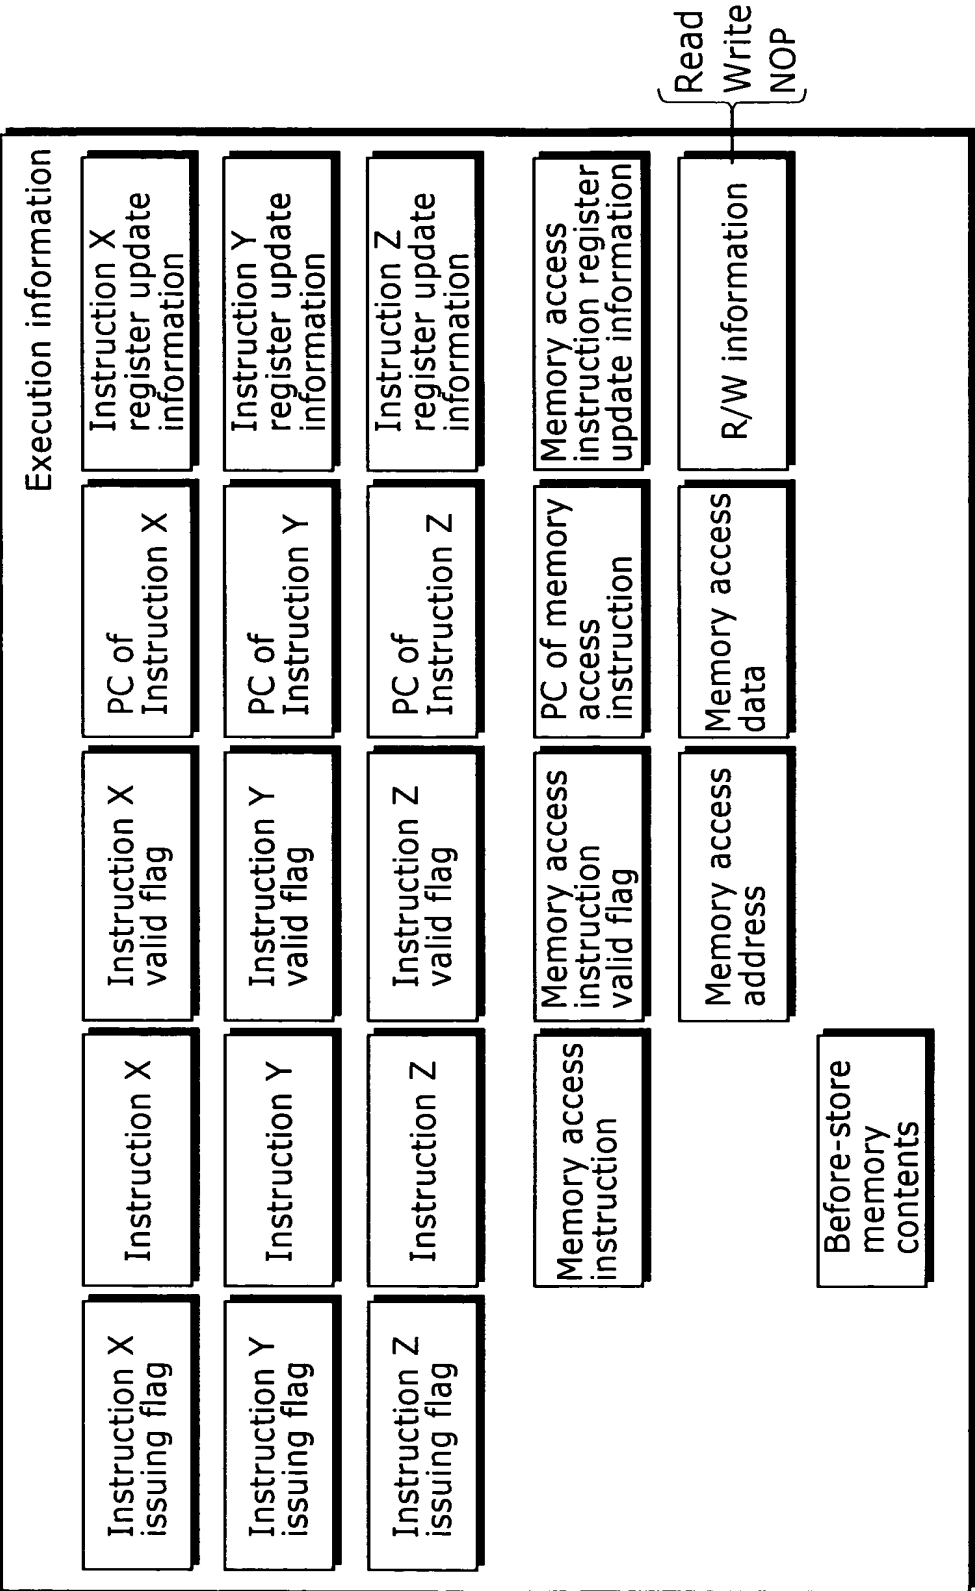 Execution information
Instruction X
issuing flag
Instruction X
Instruction X
valid flag
PC of
Instruction X
Instruction X
register update
information
Instruction Y
issuing flag
Instruction Y
Instruction Y
valid flag
PC of
Instruction Y
Instruction Y
register update
information
Instruction Z
issuing flag
Instruction Z
Instruction Z
valid flag
PC of
Instruction Z
Instruction Z
register update
information
Memory access
instruction
Memory access
instruction
valid flag
PC of memory
access
instruction
Memory access
instruction register
update information
Memory access
address
Memory access
data
R/W information
Read
Write
NOP
Before-store
memory
contents